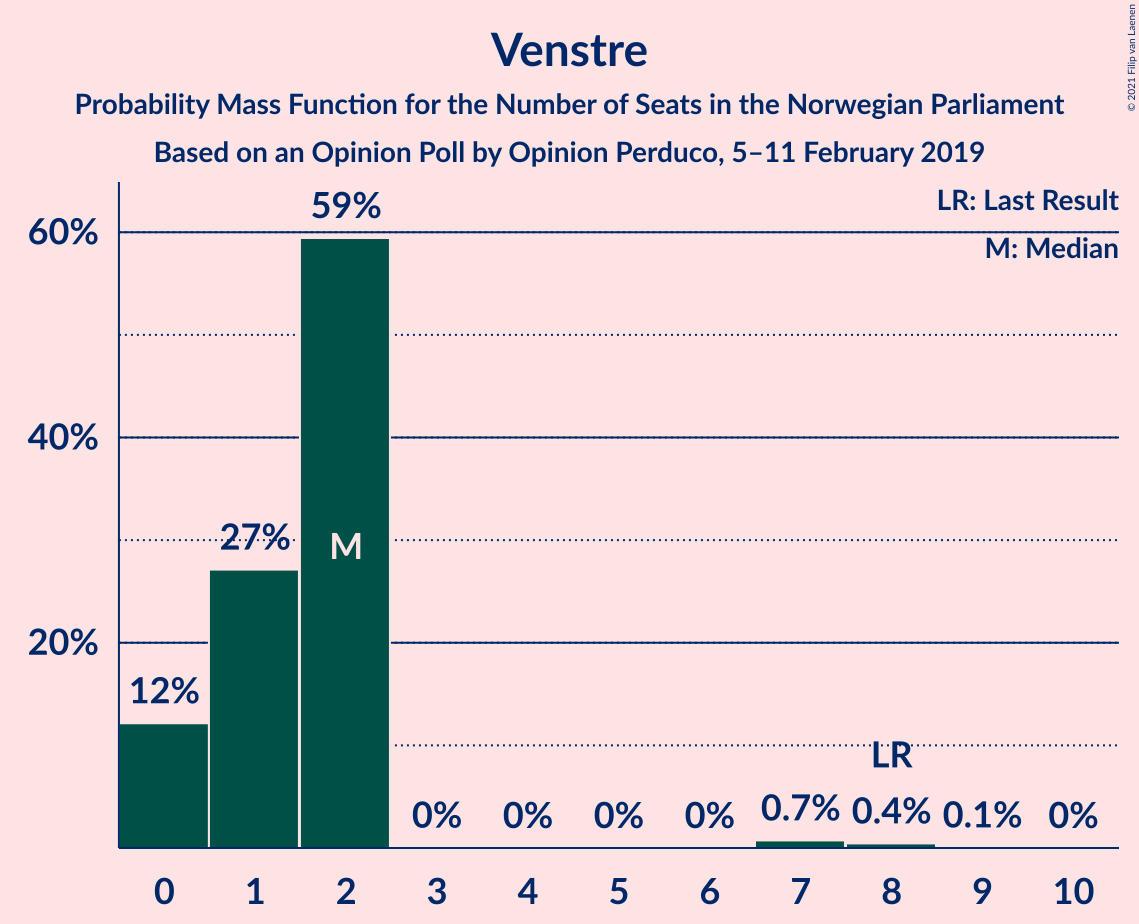 Venstre
Probability Mass Function for the Number of Seats in the Norwegian Parliament
Based on an Opinion Poll by Opinion Perduco, 5–11 February 2019
© 2021 Filip van Laenen
LR: Last Result
M: Median
60%
40%
20%
12%
27%
59%
M
0%
0%
0%
0%
0.7%
LR
0.4%
0.1%
0%
0 1 2 3 4 5 6 7 8 9 10